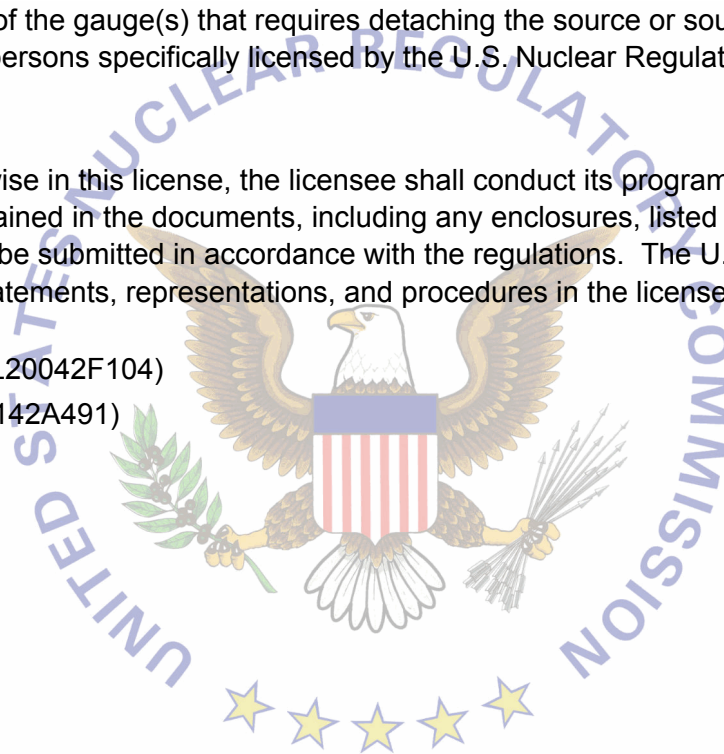 of the gauge(s) that requires detaching the source or sou
persons specifically licensed by the U.S. Nuclear Regulat
wise in this license, the licensee shall conduct its program
ained in the documents, including any enclosures, listed
be submitted in accordance with the regulations.  The U.
atements, representations, and procedures in the license
L20042F104)
142A491)
UNITED STATES NUCLEAR REGULATORY COMMISSION